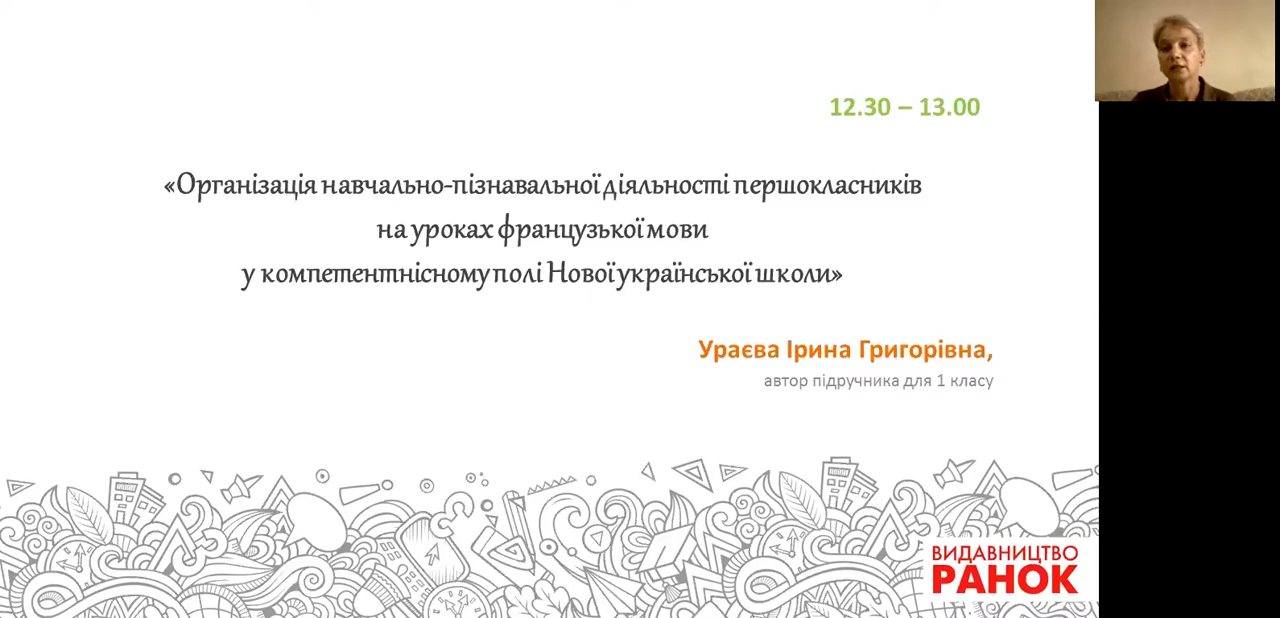 12.30 – 13.00
«Організація навчально-пізнавальної діяльності першокласників
на уроках французької мови
у компетентнісному полі Нової української школи»
Ураєва Ірина Григорівна,
автор підручника для 1 класу
ВИДАВНИЦТВО
РАНОК